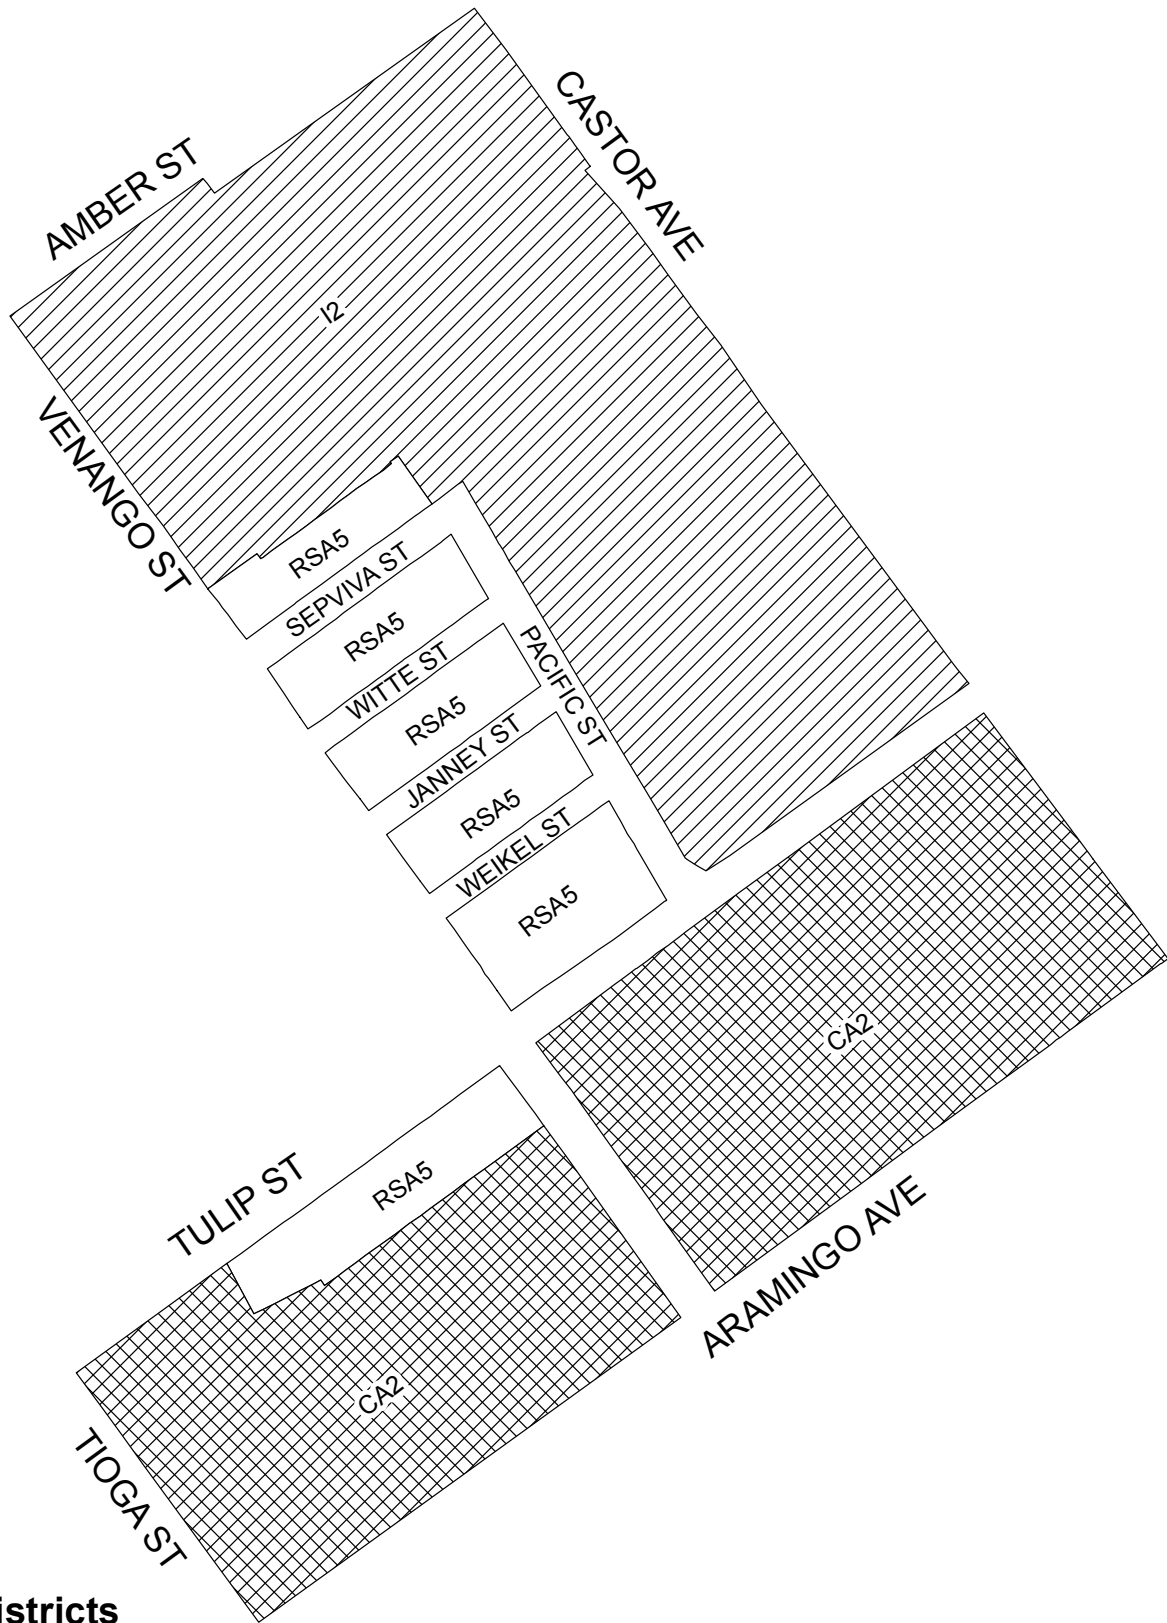 CASTOR AVE
AMBER ST
I2
VENANGO ST
RSA5
SEPVIVA ST
RSA5
WITTE ST
PACIFIC ST
RSA5
JANNEY ST
RSA5
WEIKEL ST
RSA5
CA2
TULIP ST
RSA5
ARAMINGO AVE
CA2
TIOGA ST
istricts